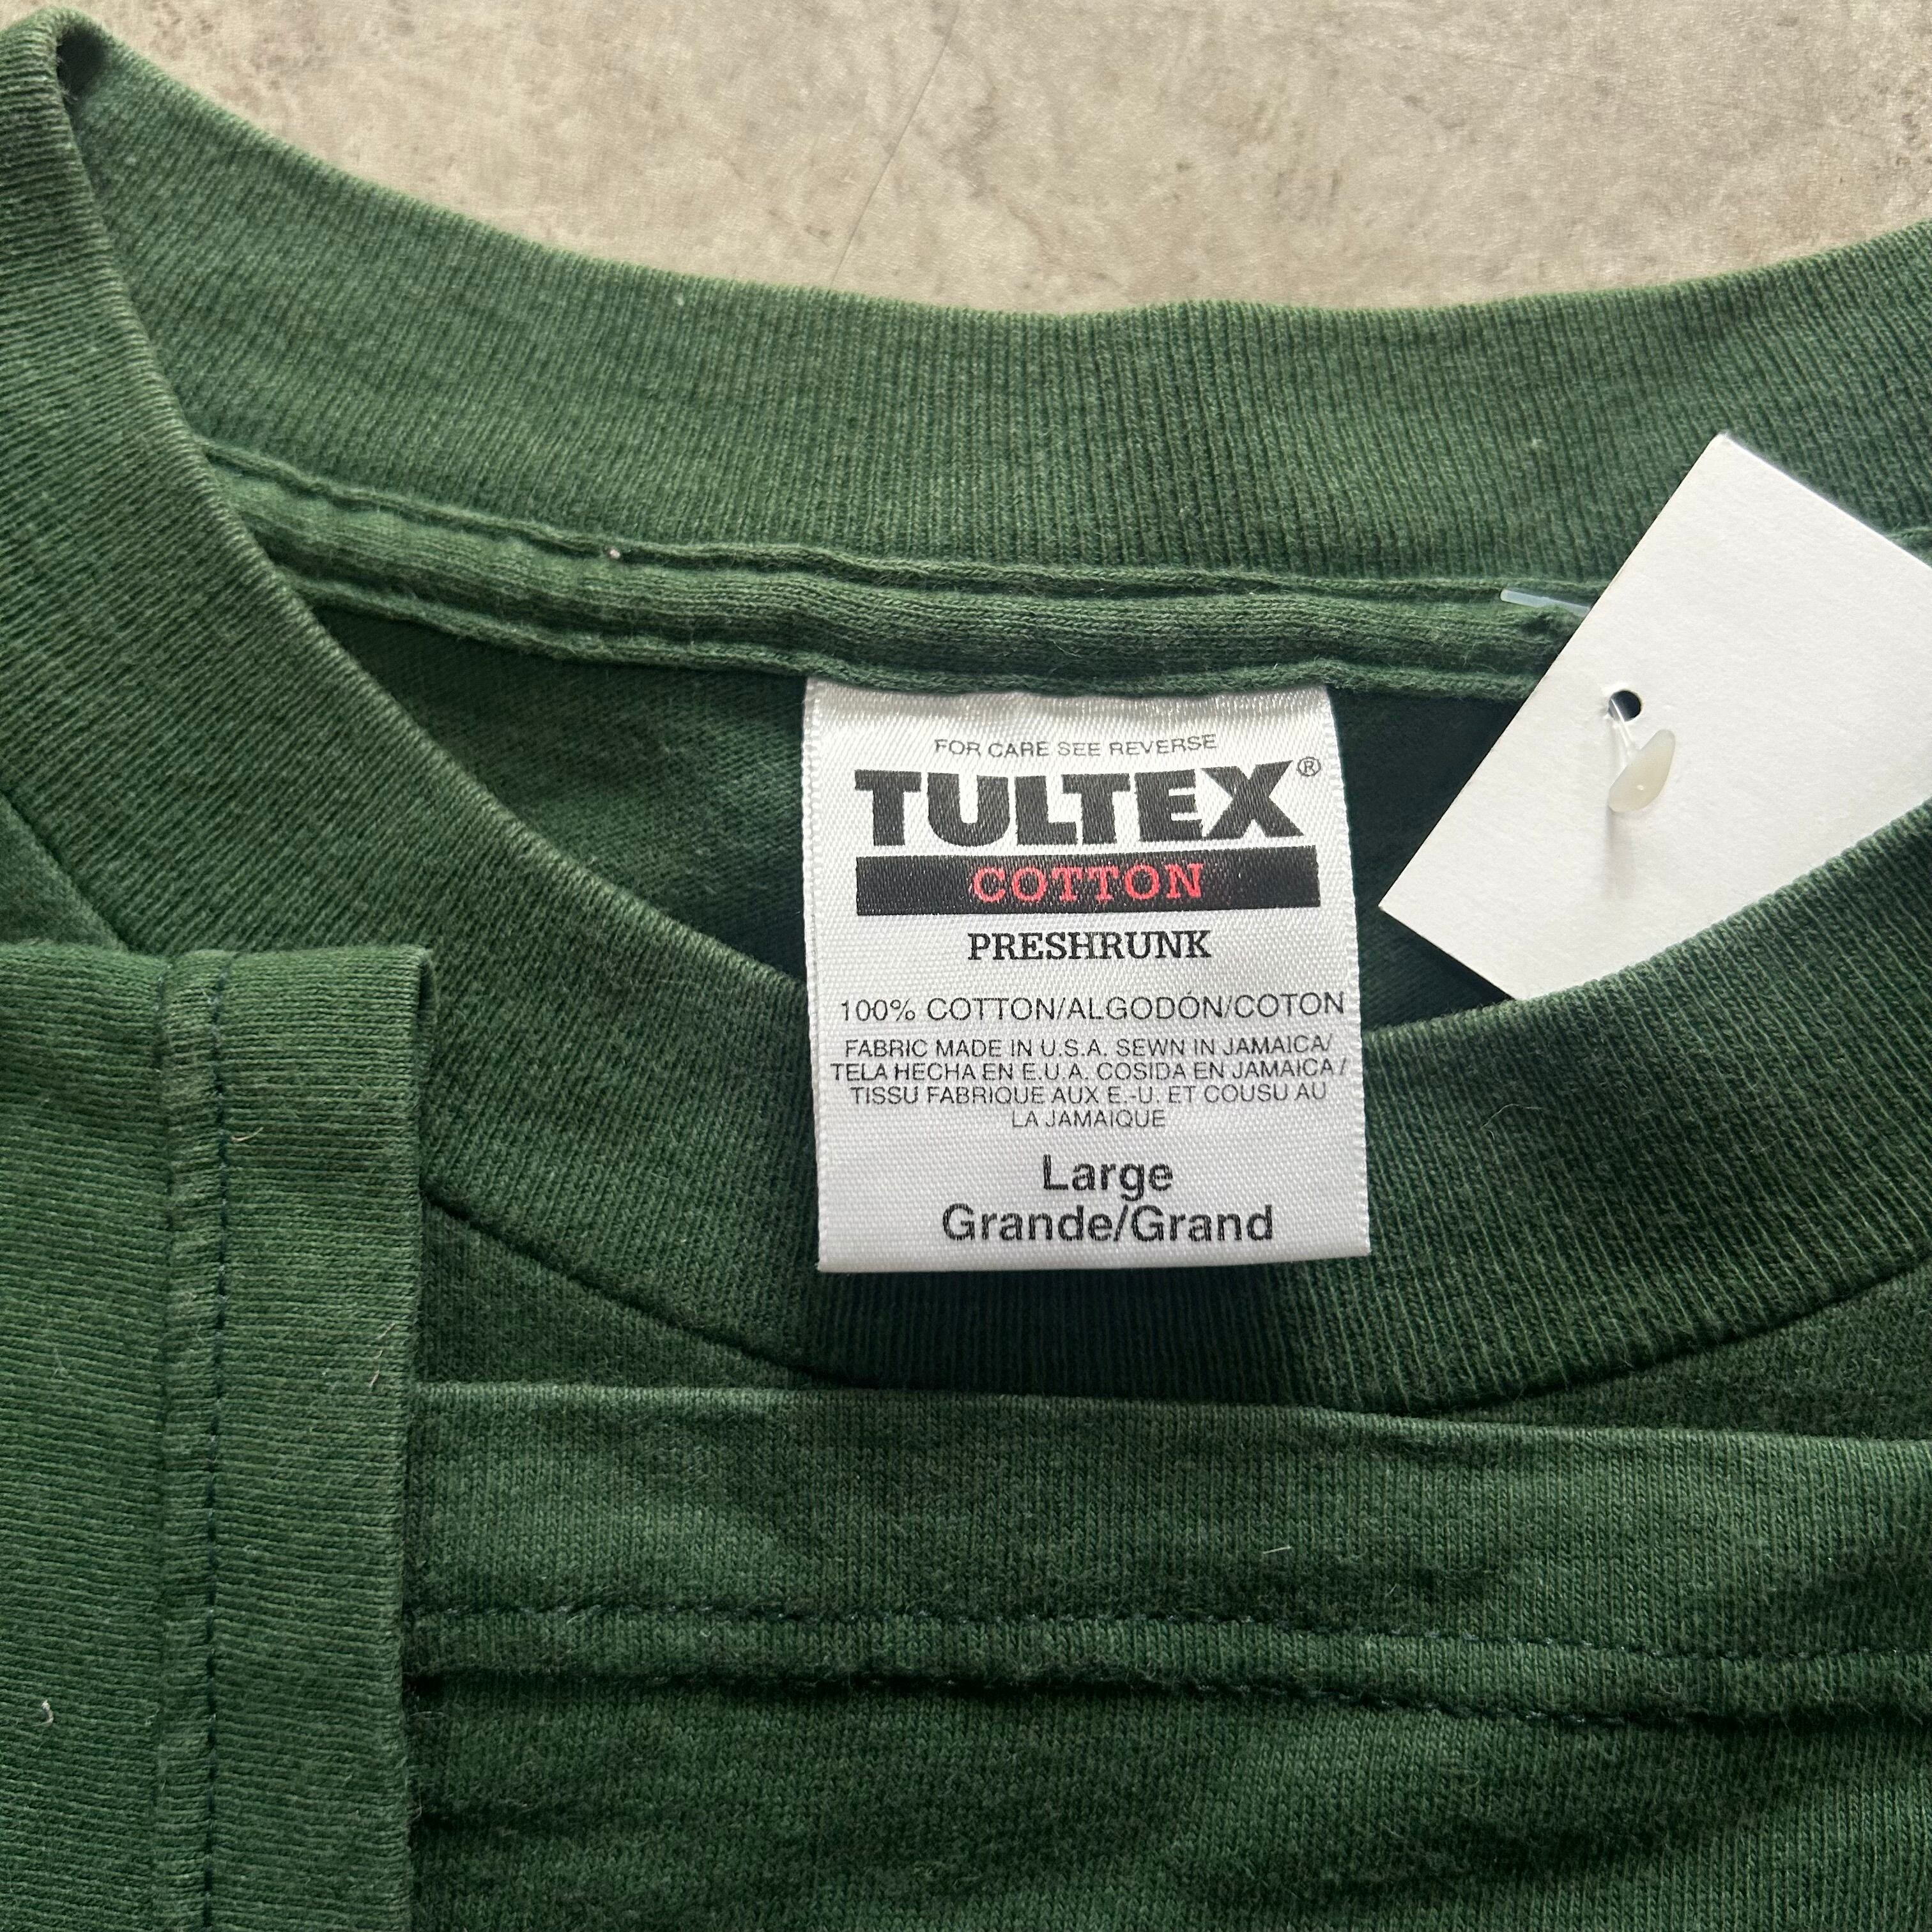 FOR CARE SEE REVERSE
TULTEX®
COTTON
PRESHRUNK
100% COTTON/ALGODÓN/COTON
FABRIC MADE IN U.S.A. SEWN IN JAMAICA/
TELA HECHA EN E.U.A. COSIDA EN JAMAICA/
TISSU FABRIQUE AUX E.-U. ET COUSU AU
LA JAMAIQUE
Large
Grande/Grand